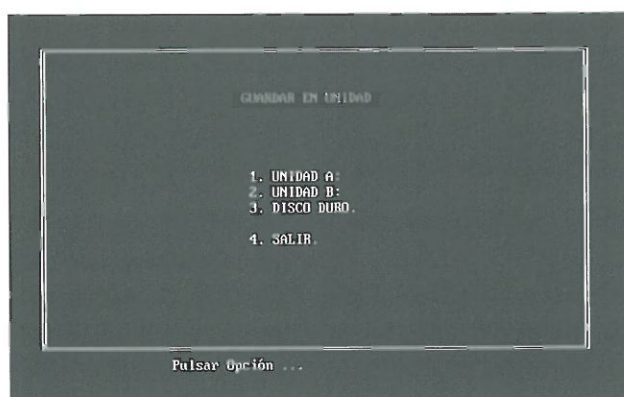 GUARDAR EN UNIDAD
1. UNIDAD A:
2. UNIDAD B:
3. DISCO DURO.
4. SALIR.
Pulsar Opción ...